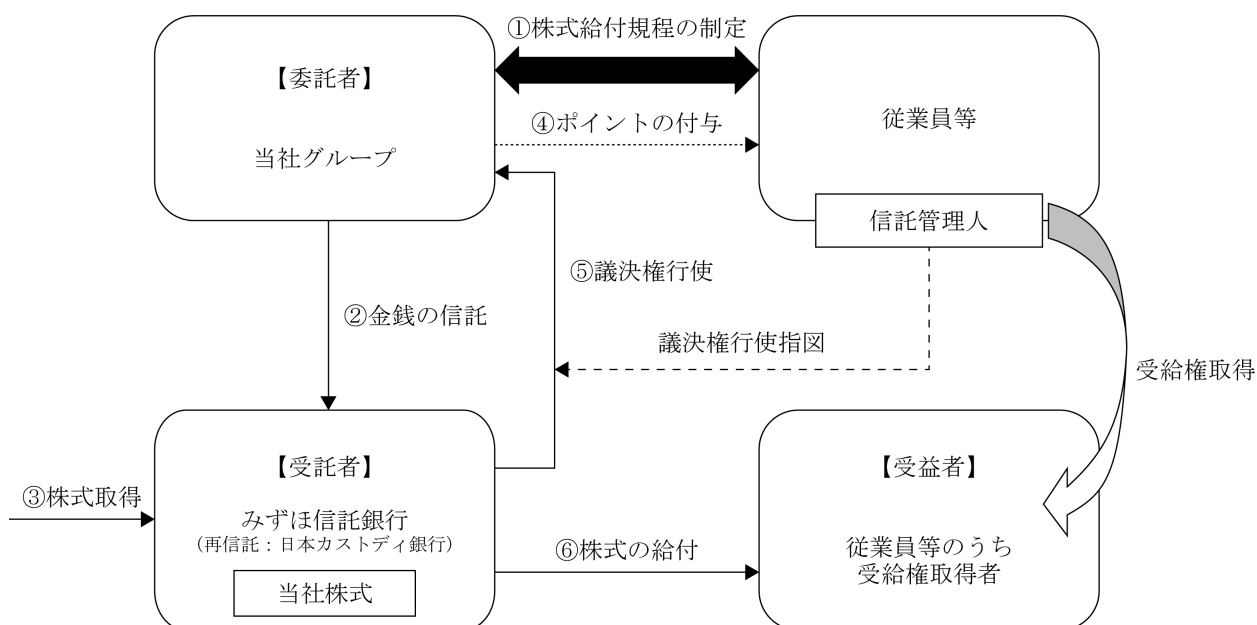 ①株式給付規程の制定
【委託者】
当社グループ
④ポイントの付与
従業員等
信託管理人
⑤議決権行使
②金銭の信託
議決権行使指図
受給権取得
【受託者】
みずほ信託銀行
（再信託：日本カストディ銀行）
当社株式
③株式取得
⑥株式の給付
【受益者】
従業員等のうち
受給権取得者